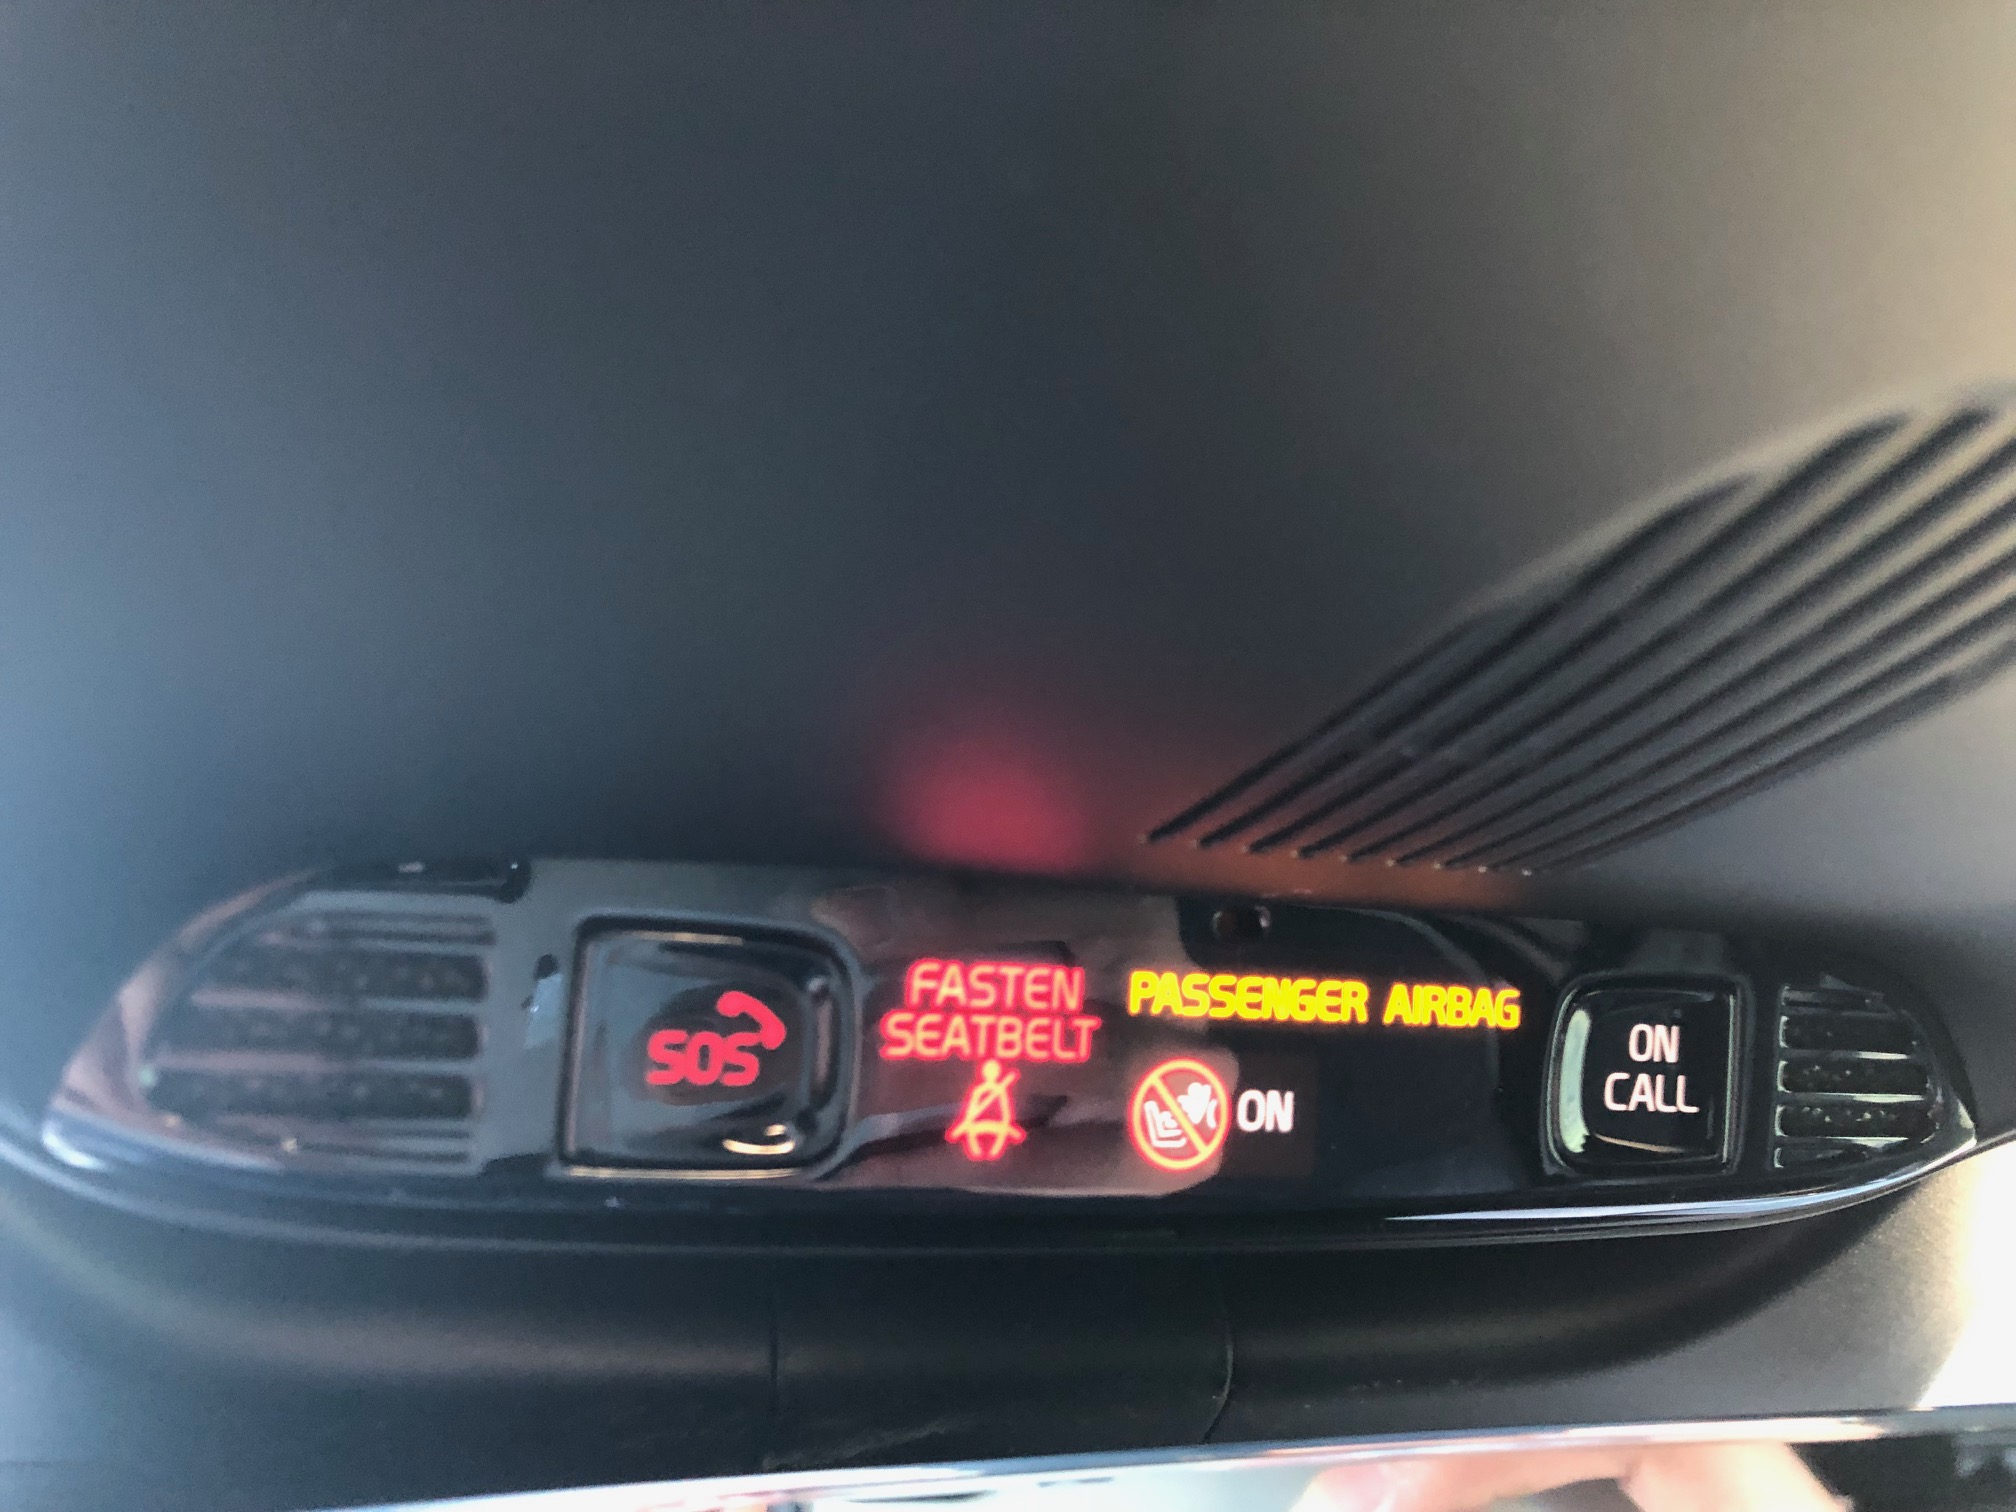 SOS
FASTEN
SEATBELT
PASSENGER AIRBAG
ON
ON
CALL